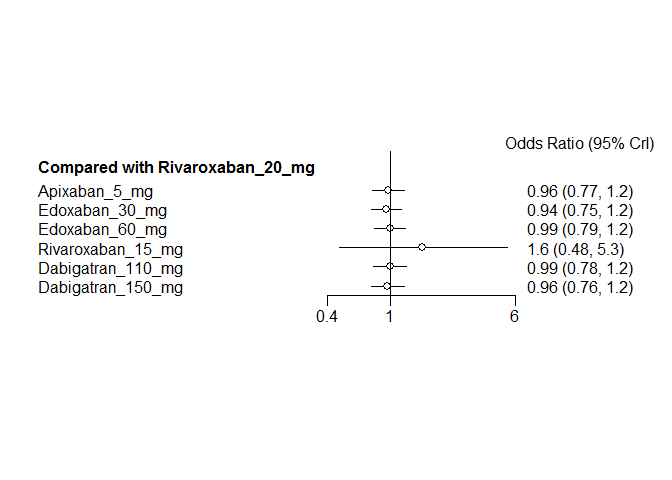 Odds Ratio (95% CrI)
Compared with Rivaroxaban_20_mg
Apixaban_5_mg 0.96 (0.77, 1.2)
Edoxaban_30_mg 0.94 (0.75, 1.2)
Edoxaban_60_mg 0.99 (0.79, 1.2)
Rivaroxaban_15_mg 1.6 (0.48, 5.3)
Dabigatran_110_mg 0.99 (0.78, 1.2)
Dabigatran_150_mg 0.96 (0.76, 1.2)
0.4 1 6